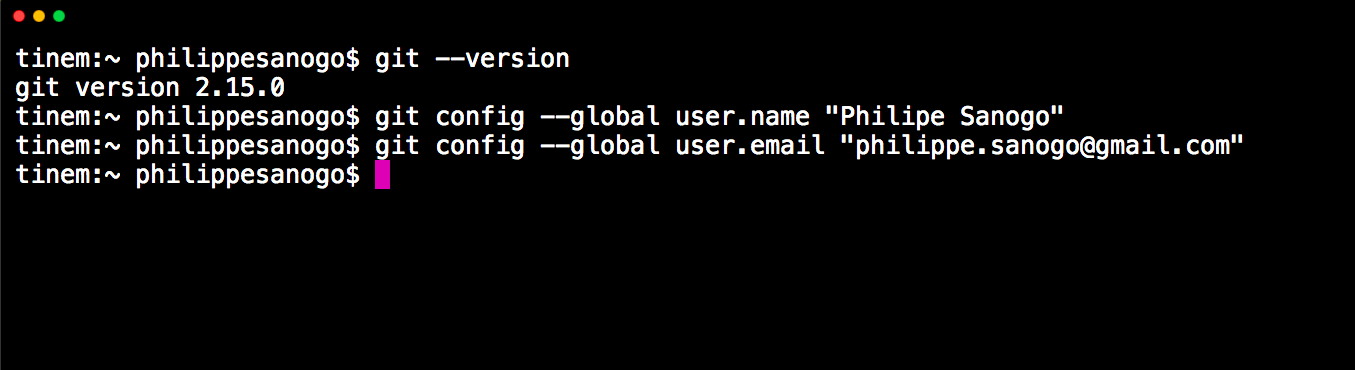 tinem:~ philippesanogo$ git --version
git version 2.15.0
tinem:~ philippesanogo$ git config --global user.name "Philipe Sanogo"
tinem:~ philippesanogo$ git config --global user.email "philippe.sanogo@gmail.com"
tinem:~ philippesanogo$